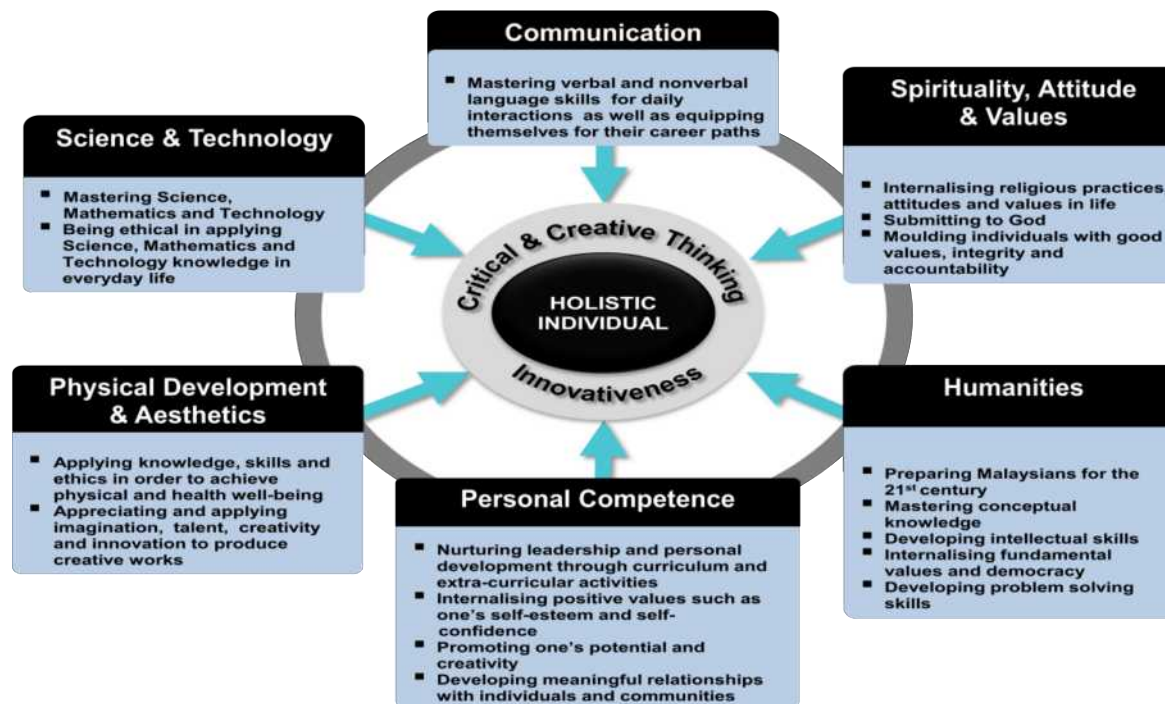 Communication
▪ Mastering verbal and nonverbal
language skills for daily
interactions as well as equipping
themselves for their career paths
Spirituality, Attitude
& Values
▪ Internalising religious practices
attitudes and values in life
▪ Submitting to God
▪ Moulding individuals with good
values, integrity and
accountability
Science & Technology
▪ Mastering Science,
Mathematics and Technology
▪ Being ethical in applying
Science, Mathematics and
Technology knowledge in
everyday life
Critical & Creative Thinking
HOLISTIC
INDIVIDUAL
Innovativeness
Physical Development
& Aesthetics
▪ Applying knowledge, skills and
ethics in order to achieve
physical and health well-being
▪ Appreciating and applying
imagination, talent, creativity
and innovation to produce
creative works
Humanities
▪ Preparing Malaysians for the
21st century
▪ Mastering conceptual
knowledge
▪ Developing intellectual skills
▪ Internalising fundamental
values and democracy
▪ Developing problem solving
skills
Personal Competence
▪ Nurturing leadership and personal
development through curriculum and
extra-curricular activities
▪ Internalising positive values such as
one's self-esteem and self-
confidence
▪ Promoting one's potential and
creativity
▪ Developing meaningful relationships
with individuals and communities